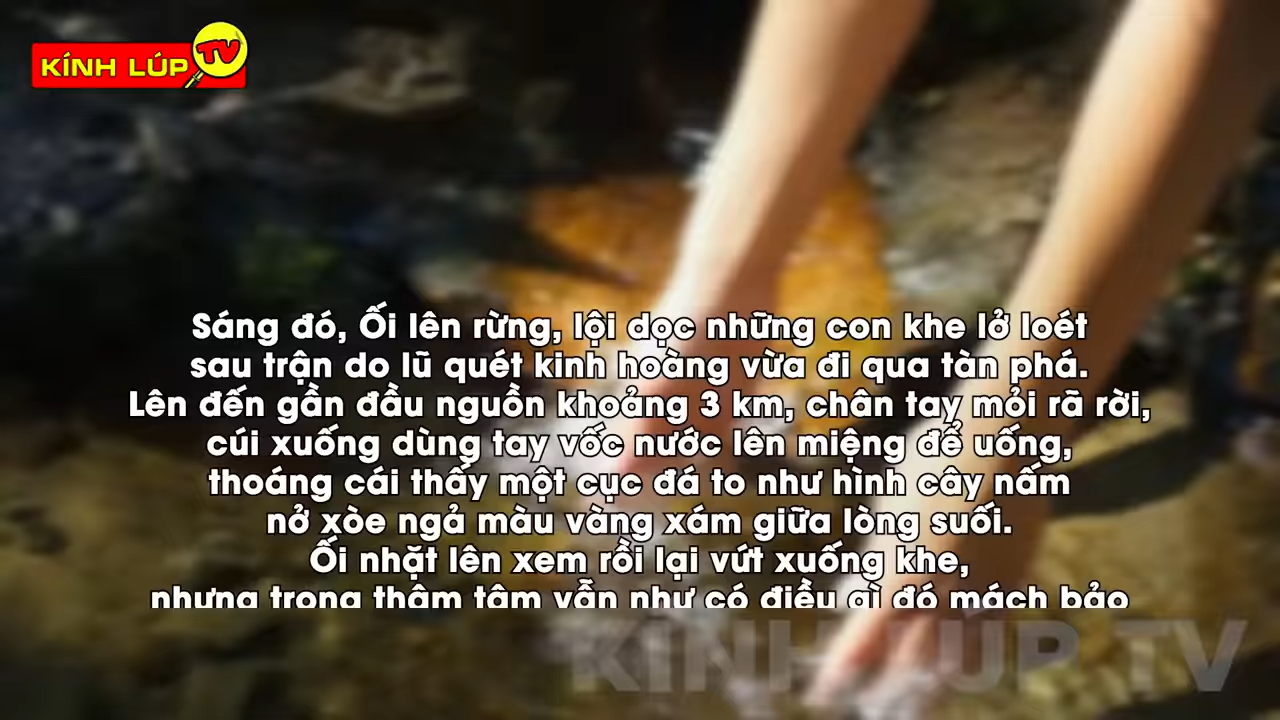 KÍNH LÚP TV
Sáng đó, Ối lên rừng, lội dọc những con khe lở loét
sau trận do lũ quét kinh hoàng vừa đi qua tàn phá.
Lên đến gần đầu nguồn khoảng 3 km, chân tay mỏi rã rời,
cúi xuống dùng tay vốc nước lên miệng để uống,
thoáng cái thấy một cục đá to như hình cây nấm
nở xòe ngả màu vàng xám giữa lòng suối.
Ối nhặt lên xem rồi lại vứt xuống khe,
nhưng trong thâm tâm vẫn như có điều gì đó mách bảo
KÍNH LÚP TV